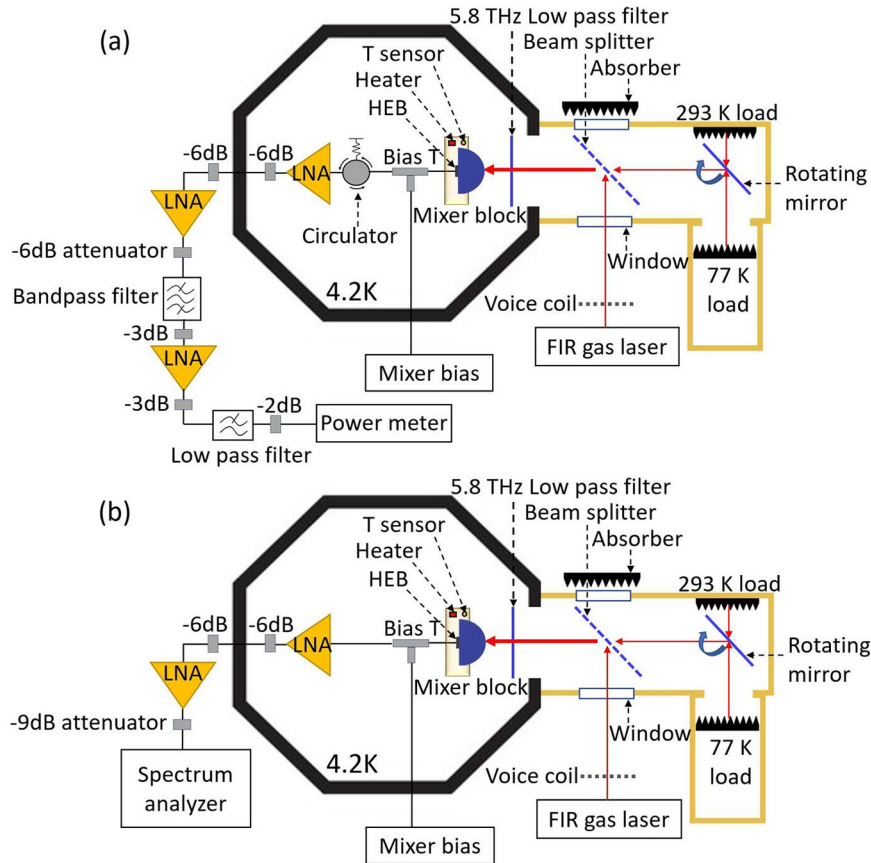 (a)
5.8 THz Low pass filter
T sensor
Beam splitter
Heater
Absorber
HEB
293 K load
-6dB
-6dB
LNA
Bias T
LNA
Circulator
Mixer block
Rotating
mirror
-6dB attenuator
Window
77 K
load
Bandpass filter
4.2K
Voice coil
-3dB
LNA
Mixer bias
FIR gas laser
-3dB
-2dB
Power meter
Low pass filter
(b)
5.8 THz Low pass filter
T sensor
Beam splitter
Heater
Absorber
HEB
293 K load
-6dB
-6dB
LNA
Bias T
LNA
Mixer block
Rotating
mirror
-9dB attenuator
Window
77 K
load
Spectrum
analyzer
4.2K
Voice coil
FIR gas laser
Mixer bias